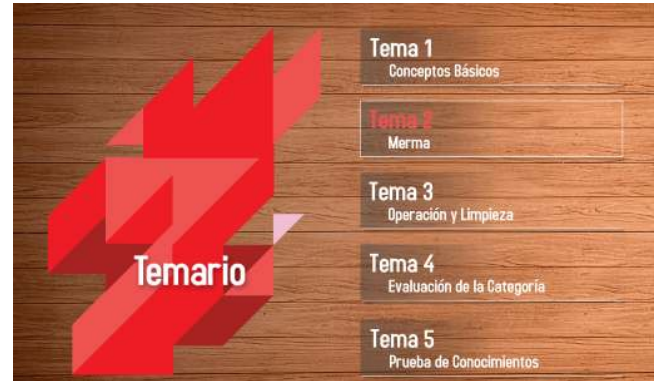 Temario
Tema 1
Conceptos Básicos
Tema 2
Merma
Tema 3
Operación y Limpieza
Tema 4
Evaluación de la Categoría
Tema 5
Prueba de Conocimientos